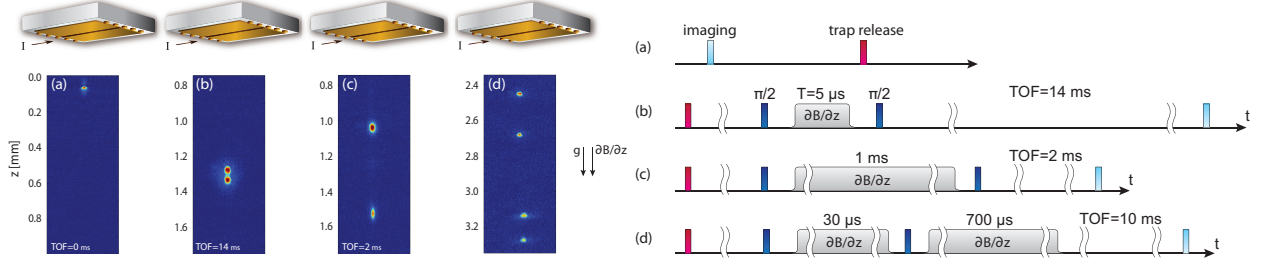 I
I
I
I
0.0
0.2
0.4
0.6
0.8
z [mm]
(a)
TOF=0 ms
0.8
1.0
1.2
1.4
1.6
(b)
TOF=14 ms
0.8
1.0
1.2
1.4
1.6
(c)
TOF=2 ms
2.4
2.6
2.8
3.0
3.2
(d)
g ∂B/∂z
imaging trap release
(a)
π/2 T=5 μs π/2 TOF=14 ms
(b) ∂B/∂z t
1 ms TOF=2 ms
(c) ∂B/∂z t
30 μs 700 μs TOF=10 ms
(d) ∂B/∂z ∂B/∂z t